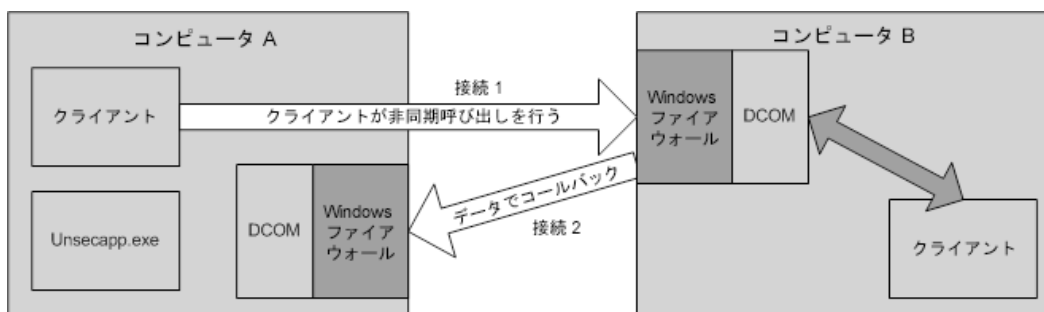 コンピュータ A
クライアント
Unsecapp.exe
DCOM
Windows
ファイア
ウォール
接続 1
クライアントが非同期呼び出しを行う
データでコールバック
接続 2
コンピュータ B
Windows
ファイア
ウォール
DCOM
クライアント